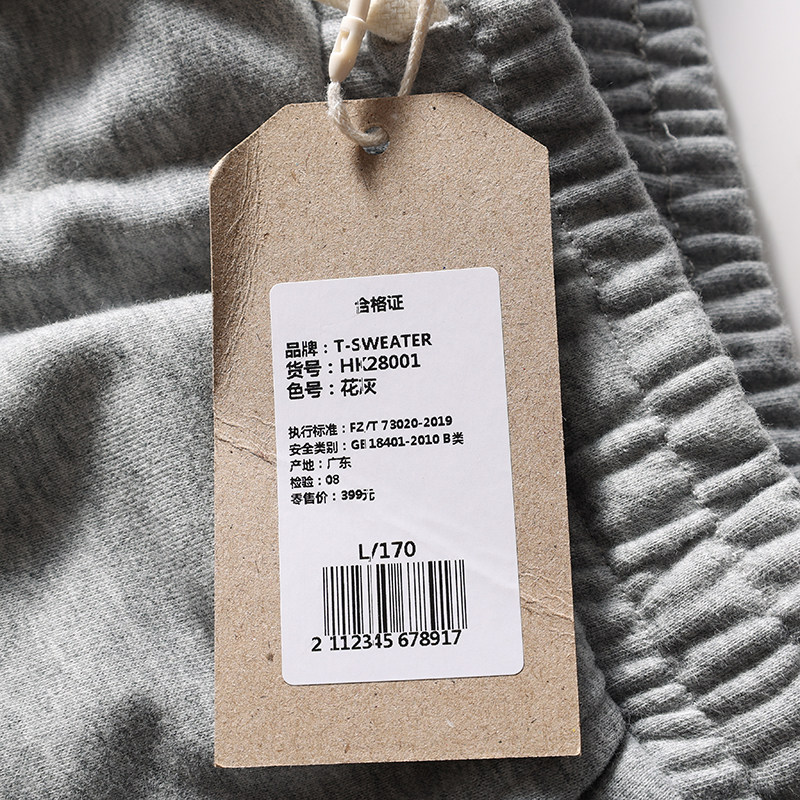 合格证
品牌：T-SWEATER
货号：HK28001
色号：花灰
执行标准：FZ/T 73020-2019
安全类别：GB 18401-2010 B类
产地：广东
检验：08
零售价：399元
L/170
2 112345 678917